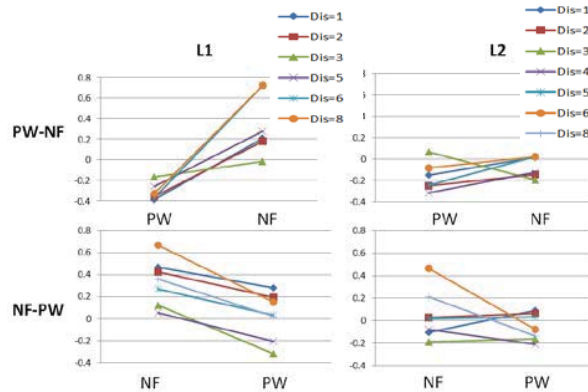 L1
Dis=1
Dis=2
Dis=3
Dis=5
Dis=6
Dis=8
L2
Dis=1
Dis=2
Dis=3
Dis=4
Dis=5
Dis=6
Dis=8
PW-NF
0.8
0.6
0.4
0.2
0
-0.2
-0.4
PW NF
0.8
0.2
0
-0.2
-0.4
PW NF
NF-PW
0.8
0.6
0.4
0.2
0
-0.2
-0.4
NF PW
0.8
0.6
0.4
0.2
0
-0.2
-0.4
NF PW